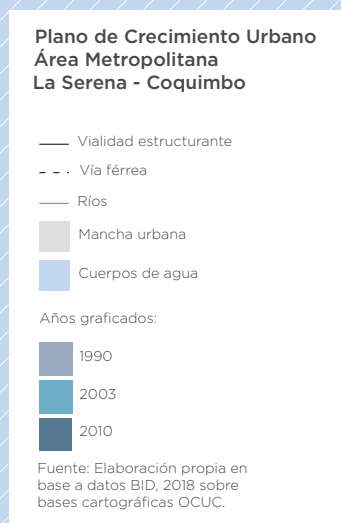 Plano de Crecimiento Urbano
Área Metropolitana
La Serena - Coquimbo
Vialidad estructurante
Vía férrea
Ríos
Mancha urbana
Cuerpos de agua
Años graficados:
1990
2003
2010
Fuente: Elaboración propia en
base a datos BID, 2018 sobre
bases cartográficas OCUC.